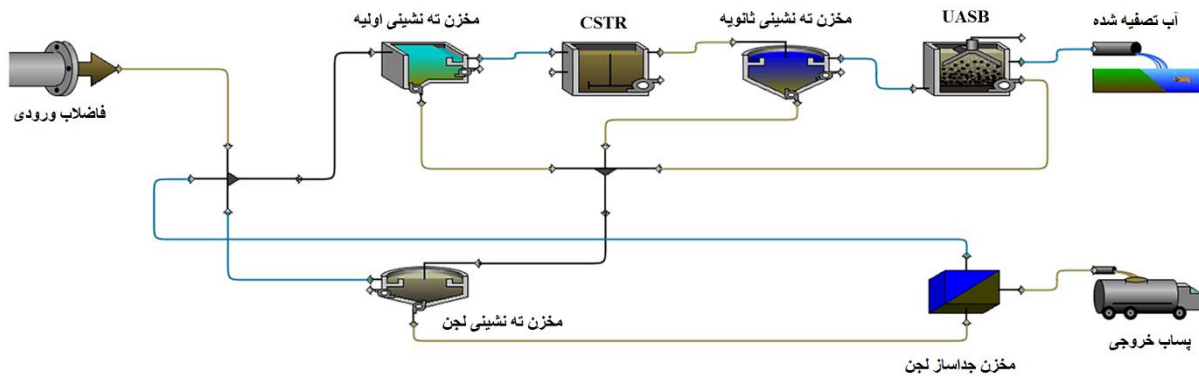 مخزن ته نشینی اولیه
CSTR
مخزن ته نشینی ثانویه
UASB
آب تصفیه شده
فاضلاب ورودی
مخزن ته نشینی لجن
مخزن جداساز لجن
پساب خروجی